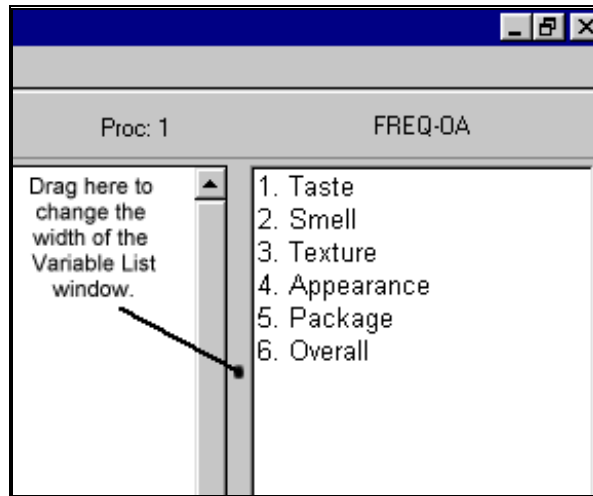 Proc: 1
FREQ-OA
Drag here to
change the
width of the
Variable List
window.
1. Taste
2. Smell
3. Texture
4. Appearance
5. Package
6. Overall